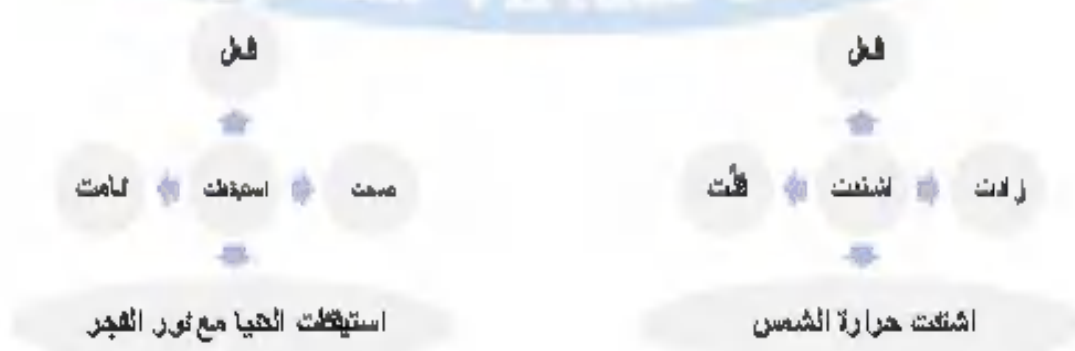 فعل
فعل
زادت
اشتدت
قلّت
صحت
استيقظت
نامت
اشتدت حرارة الشمس
استيقظت الدنيا مع نور الفجر